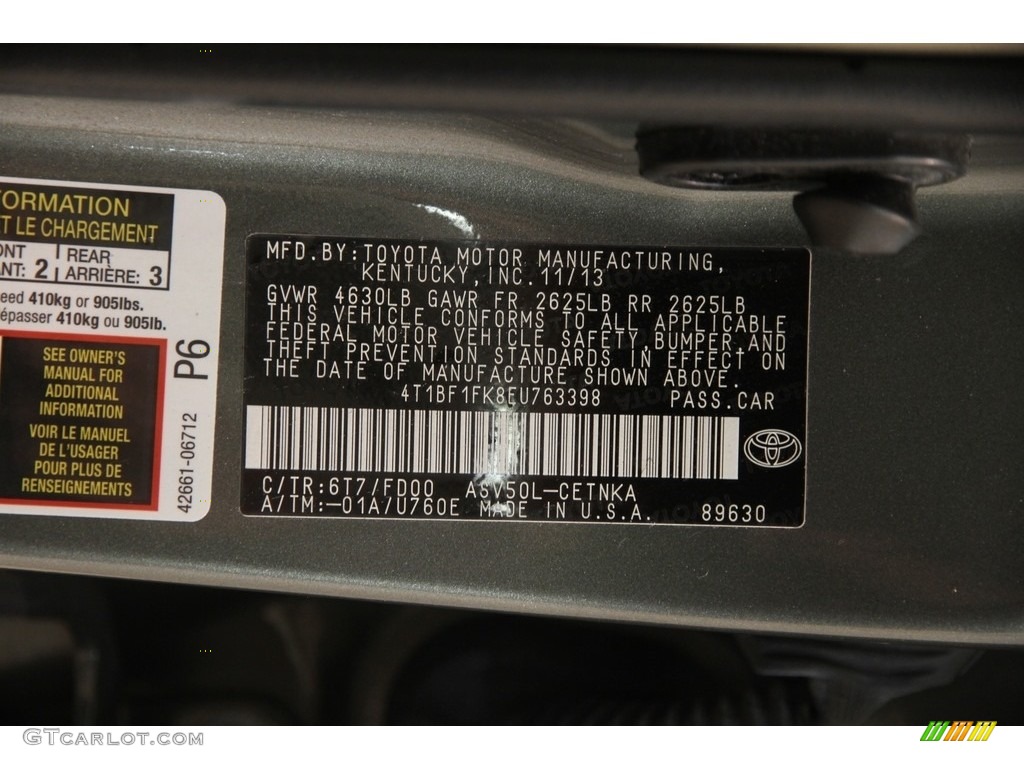 ORMATION
ET LE CHARGEMENT
ONT
ANT: 2
REAR
ARRIÈRE: 3
eed 410kg or 905lbs.
épasser 410kg ou 905lb.
SEE OWNER'S
MANUAL FOR
ADDITIONAL
INFORMATION
VOIR LE MANUEL
DE L'USAGER
POUR PLUS DE
RENSEIGNEMENTS
42661-06712
P6
MFD.BY:TOYOTA MOTOR MANUFACTURING,
KENTUCKY, INC. 11/13
GVWR 4630LB GAWR FR 2625LB RR 2625LB
THIS VEHICLE CONFORMS TO ALL APPLICABLE
FEDERAL MOTOR VEHICLE SAFETY,BUMPER,AND
THEFT PREVENTION STANDARDS IN EFFECT ON
THE DATE OF MANUFACTURE SHOWN ABOVE.
4T1BF1FK8EU763398 PASS.CAR
C/TR:6T7/FD00 ASV50L-CETNKA
A/TM:-01A/U760E MADE IN U.S.A. 89630
GTcarlot.com